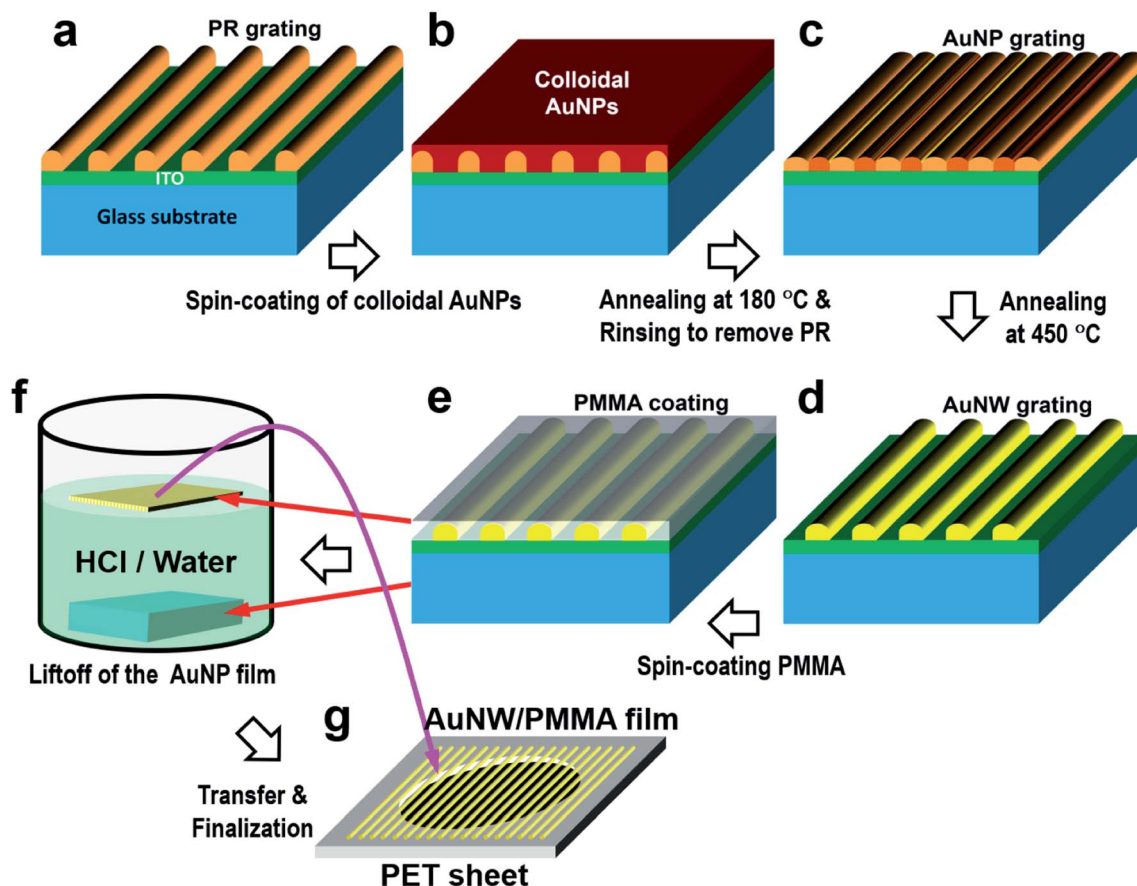 a
PR grating
ITO
Glass substrate
Spin-coating of colloidal AuNPs
b
Colloidal
AuNPs
Annealing at 180 °C &
Rinsing to remove PR
c
AuNP grating
Annealing
at 450 °C
d
AuNW grating
Spin-coating PMMA
e
PMMA coating
f
HCl / Water
Liftoff of the AuNP film
Transfer &
Finalization
g
AuNW/PMMA film
PET sheet